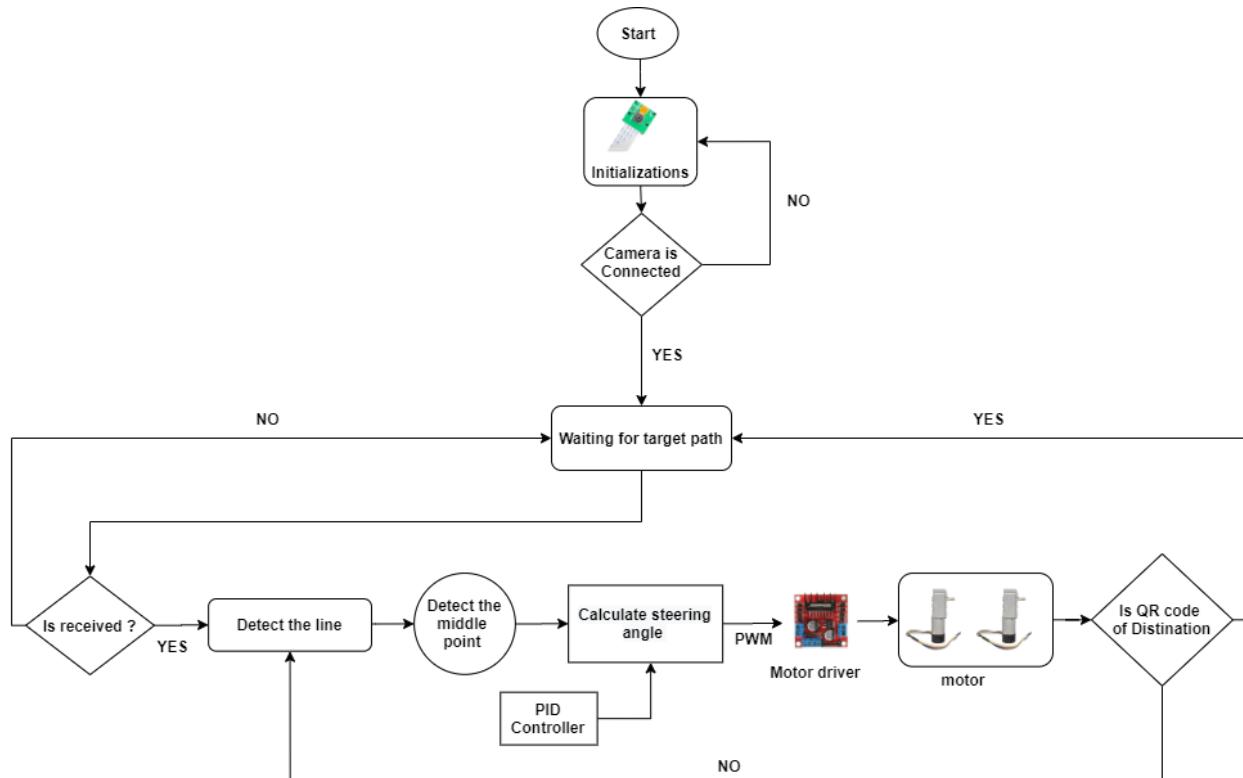 Start
Initializations
NO
Camera is
Connected
YES
NO
Waiting for target path
YES
Is received ?
YES
Detect the line
Detect the
middle
point
Calculate steering
angle
PWM
Motor driver
motor
Is QR code
of Distination
PID
Controller
NO